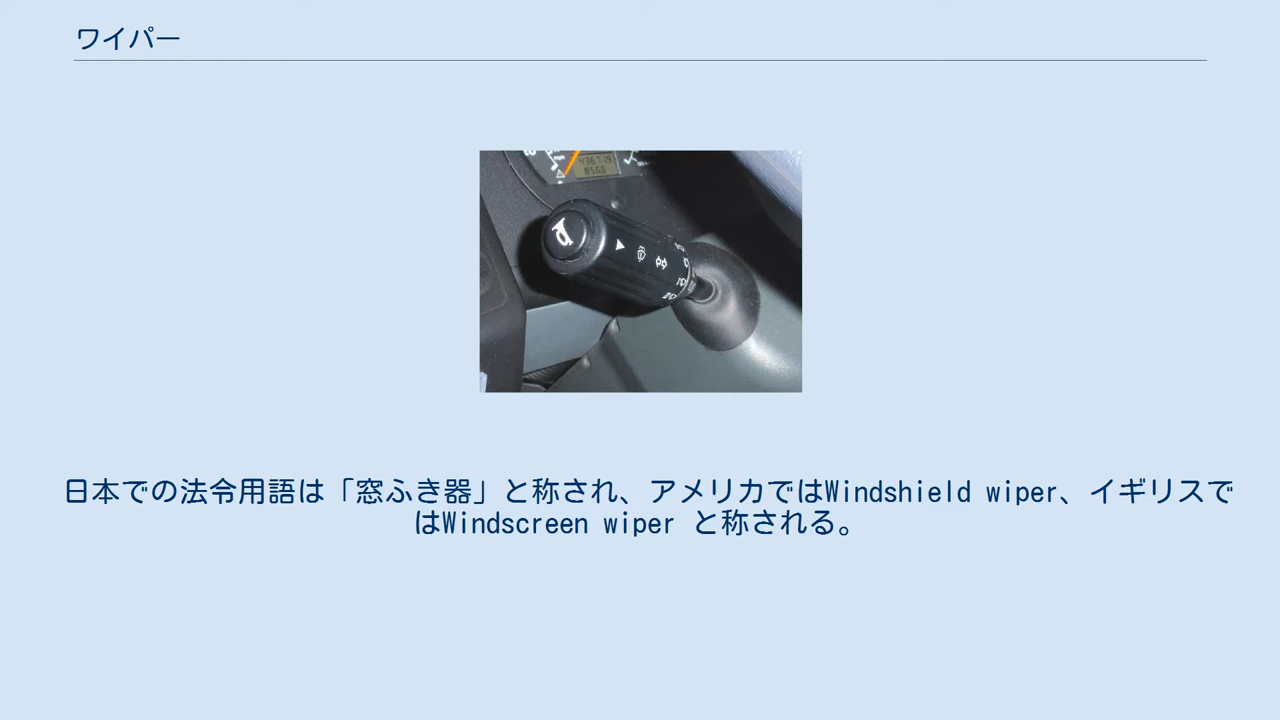 ワイパー
日本での法令用語は「窓ふき器」と称され、アメリカではWindshield wiper、イギリスで
はWindscreen wiper と称される。